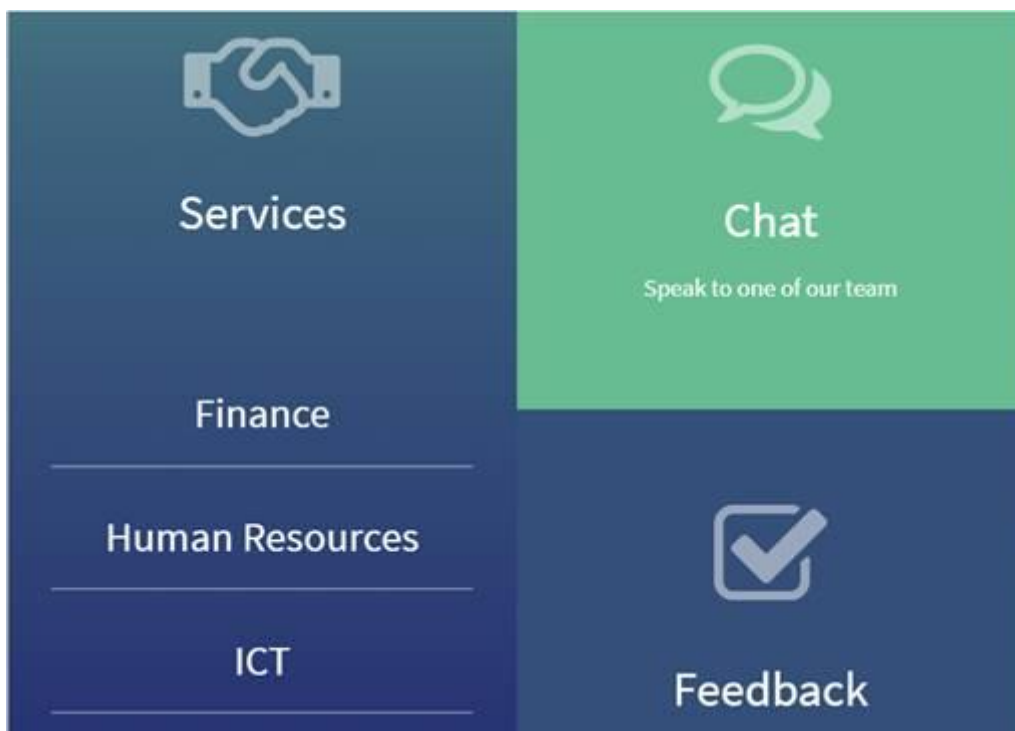 Services
Finance
Human Resources
ICT
Chat
Speak to one of our team
Feedback